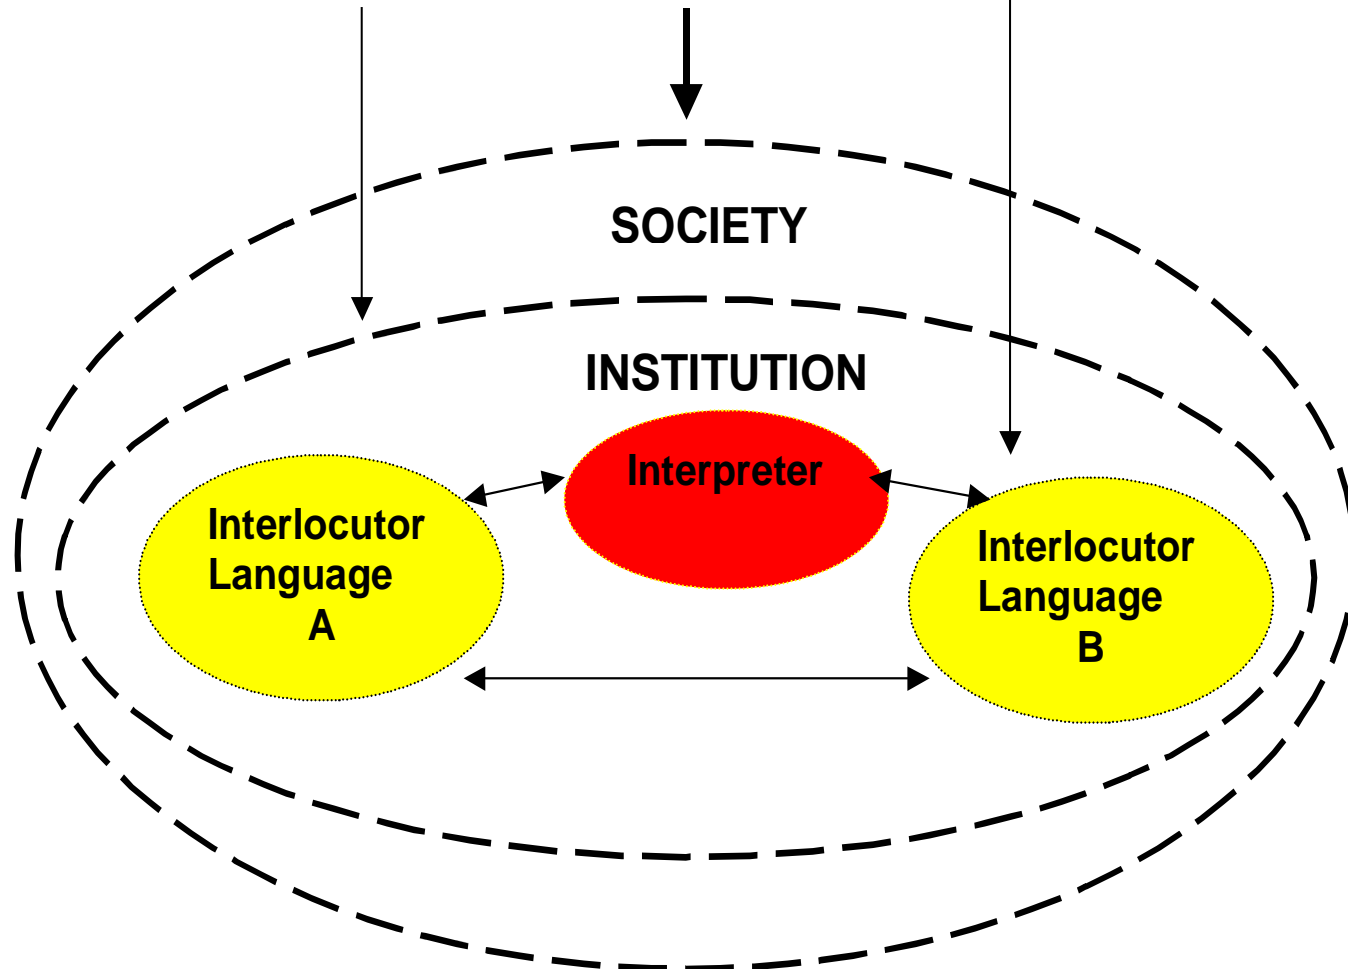 SOCIETY
INSTITUTION
Interpreter
Interlocutor
Language
A
Interlocutor
Language
B